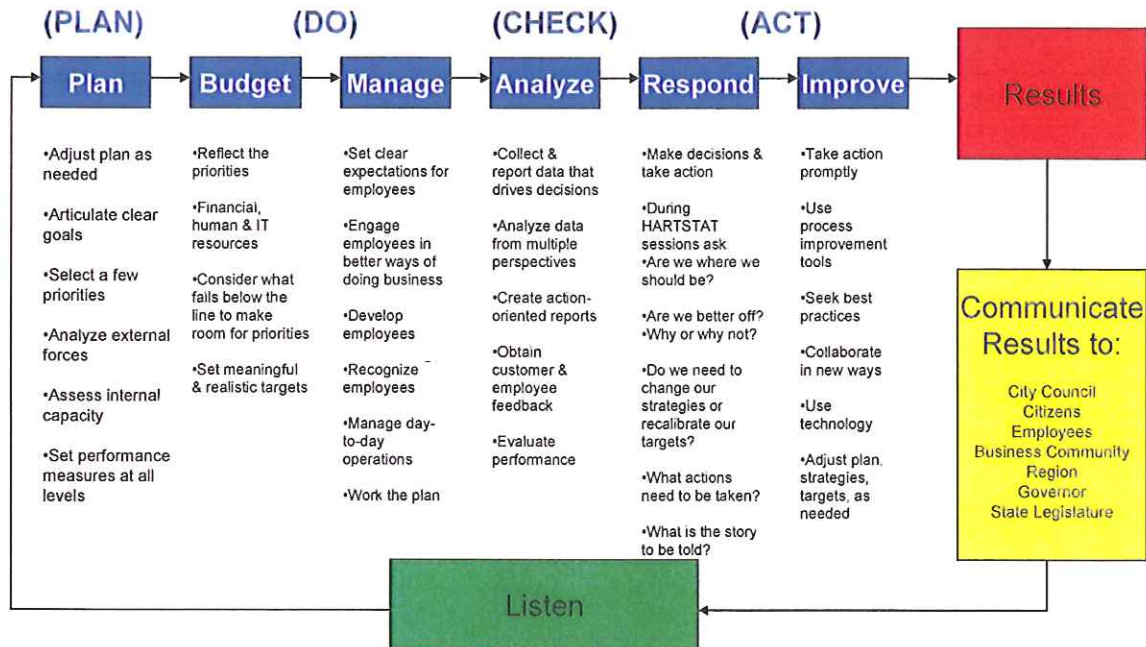 (PLAN)
(DO)
(CHECK)
(ACT)
Plan
Budget
Manage
Analyze
Respond
Improve
Results
•Adjust plan as
needed
•Articulate clear
goals
•Select a few
priorities
•Analyze external
forces
•Assess internal
capacity
•Set performance
measures at all
levels
•Reflect the
priorities
•Financial,
human & IT
resources
•Consider what
falls below the
line to make
room for priorities
•Set meaningful
& realistic targets
•Set clear
expectations for
employees
•Engage
employees in
better ways of
doing business
•Develop
employees
•Recognize
employees
•Manage day-
to-day
operations
•Work the plan
•Collect &
report data that
drives decisions
•Analyze data
from multiple
perspectives
•Create action-
oriented reports
•Obtain
customer &
employee
feedback
•Evaluate
performance
•Make decisions &
take action
•During
HARTSTAT
sessions ask
•Are we where we
should be?
•Are we better off?
•Why or why not?
•Do we need to
change our
strategies or
recalibrate our
targets?
•What actions
need to be taken?
•What is the story
to be told?
•Take action
promptly
•Use
process
improvement
tools
•Seek best
practices
•Collaborate
in new ways
•Use
technology
•Adjust plan,
strategies,
targets, as
needed
Communicate
Results to:
City Council
Citizens
Employees
Business Community
Region
Governor
State Legislature
Listen